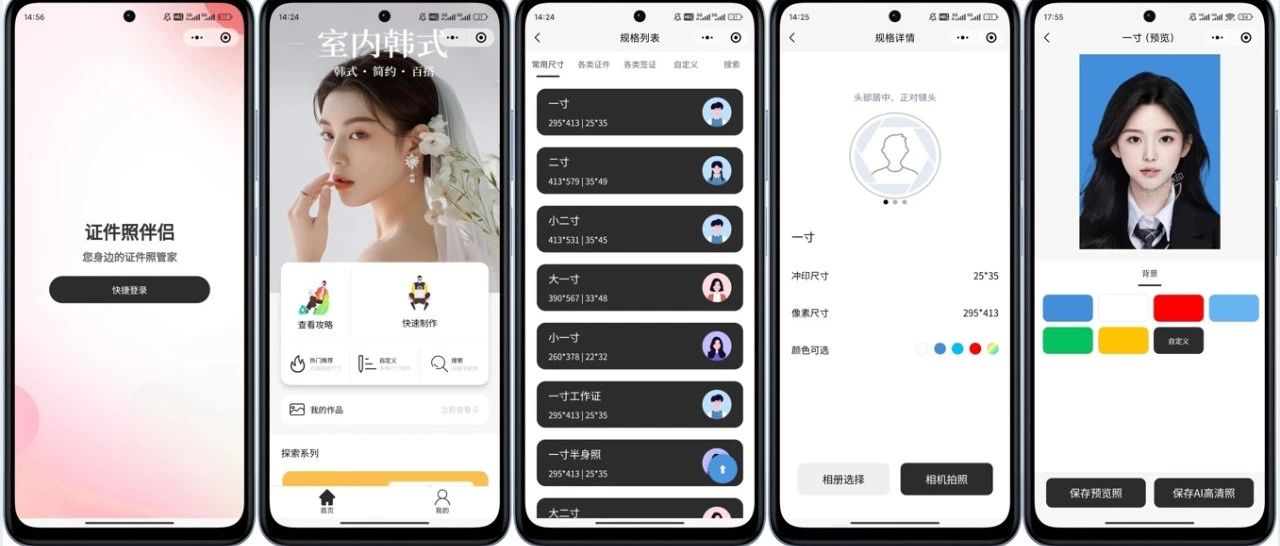 14:56
证件照伴侣
您身边的证件照管家
快捷登录
14:24
室内韩式
韩式·简约·百搭
查看攻略
快速制作
热门推荐
自定义
搜索
我的作品
立即查看
探索系列
首页
我的
14:24
规格列表
常用尺寸
各类证件
各类签证
自定义
搜索
一寸
295*413 | 25*35
二寸
413*579 | 35*49
小二寸
413*531 | 35*45
大一寸
390*567 | 33*48
小一寸
260*378 | 22*32
一寸工作证
295*413 | 25*35
一寸半身照
295*413 | 25*35
大二寸
14:25
规格详情
头部居中，正对镜头
一寸
冲印尺寸
25*35
像素尺寸
295*413
颜色可选
相册选择
相机拍照
17:55
一寸（预览）
背景
自定义
保存预览照
保存AI高清照